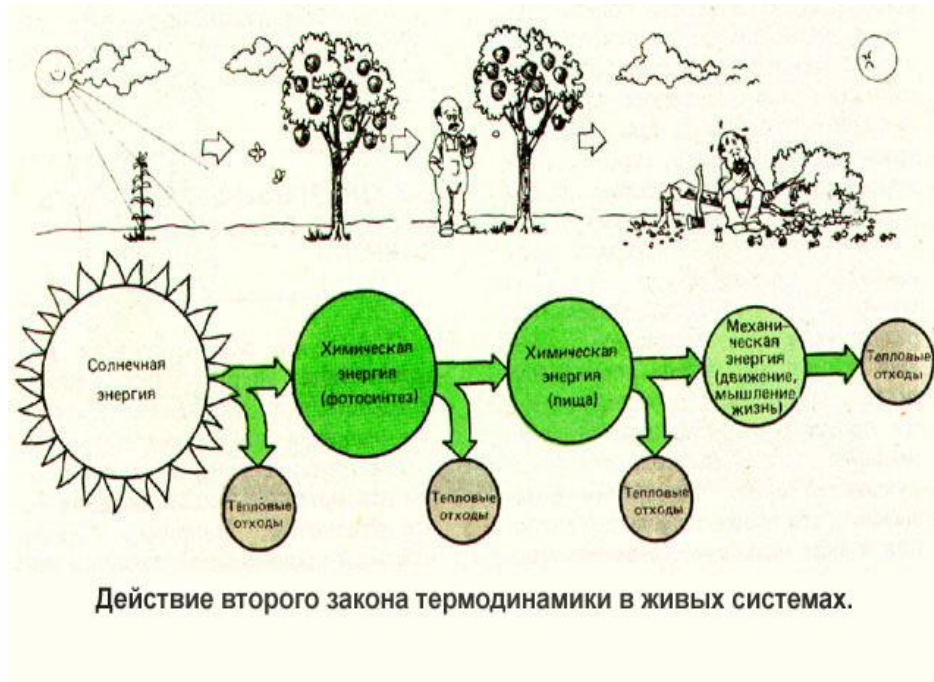 Солнечная
энергия
Химическая
энергия
(фотосинтез)
Химическая
энергия
(пища)
Механи-
ческая
энергия
(движение,
мышление,
жизнь)
Тепловые
отходы
Тепловые
отходы
Тепловые
отходы
Тепловые
отходы
Действие второго закона термодинамики в живых системах.